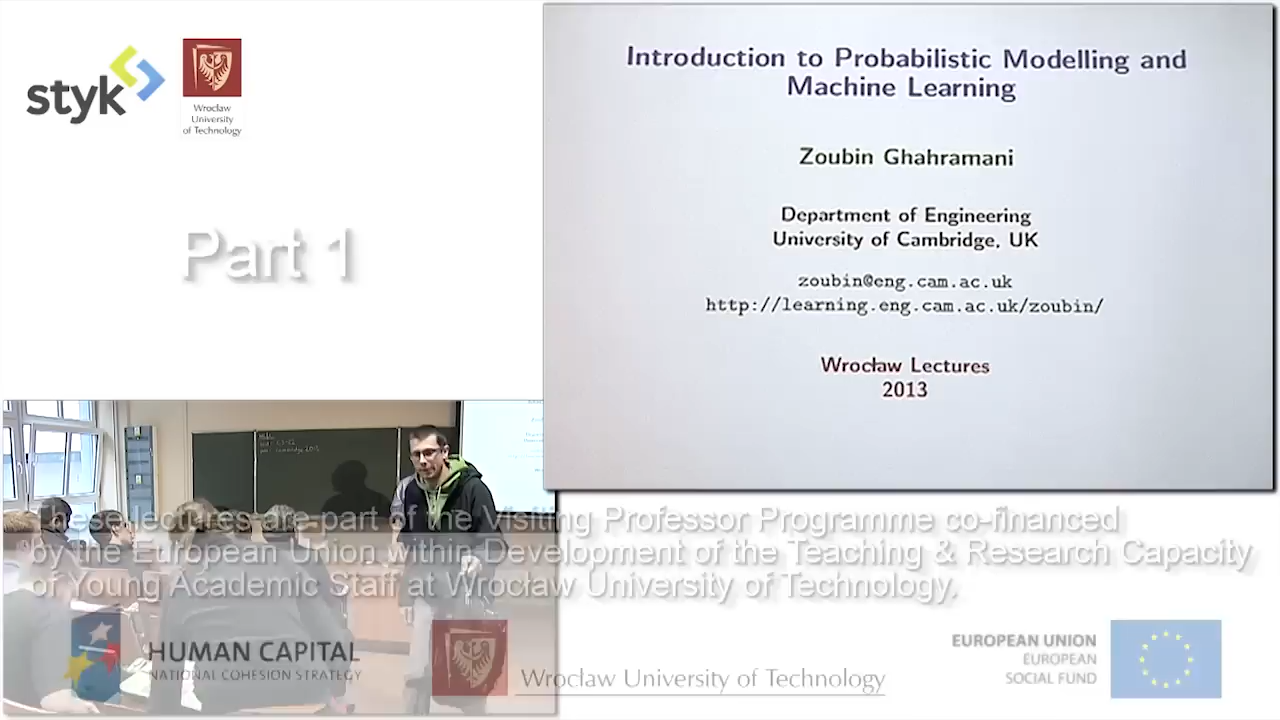 styk
Wrocław
University
of Technology
Part 1
Introduction to Probabilistic Modelling and
Machine Learning
Zoubin Ghahramani
Department of Engineering
University of Cambridge, UK
zoubin@eng.cam.ac.uk
http://learning.eng.cam.ac.uk/zoubin/
Wrocław Lectures
2013
These lectures are part of the Visiting Professor Programme co-financed
by the European Union within Development of the Teaching & Research Capacity
of Young Academic Staff at Wrocław University of Technology.
HUMAN CAPITAL
NATIONAL COHESION STRATEGY
Wrocław University of Technology
EUROPEAN UNION
EUROPEAN
SOCIAL FUND